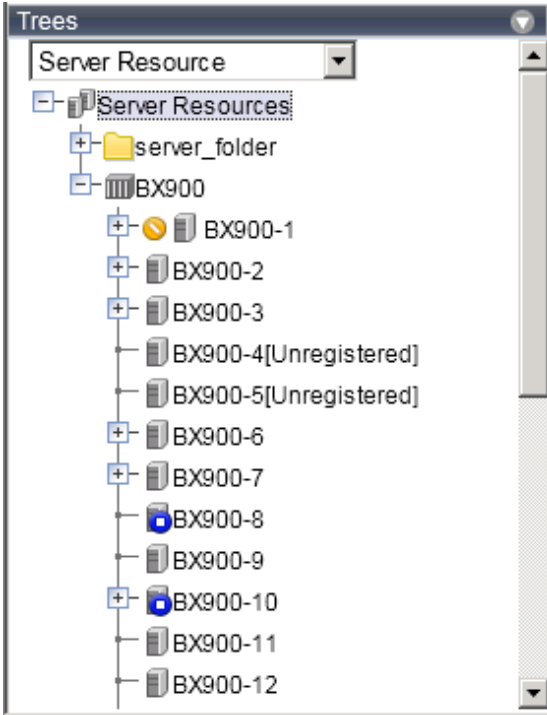 Trees
Server Resource
Server Resources
server_folder
BX900
BX900-1
BX900-2
BX900-3
BX900-4[Unregistered]
BX900-5[Unregistered]
BX900-6
BX900-7
BX900-8
BX900-9
BX900-10
BX900-11
BX900-12